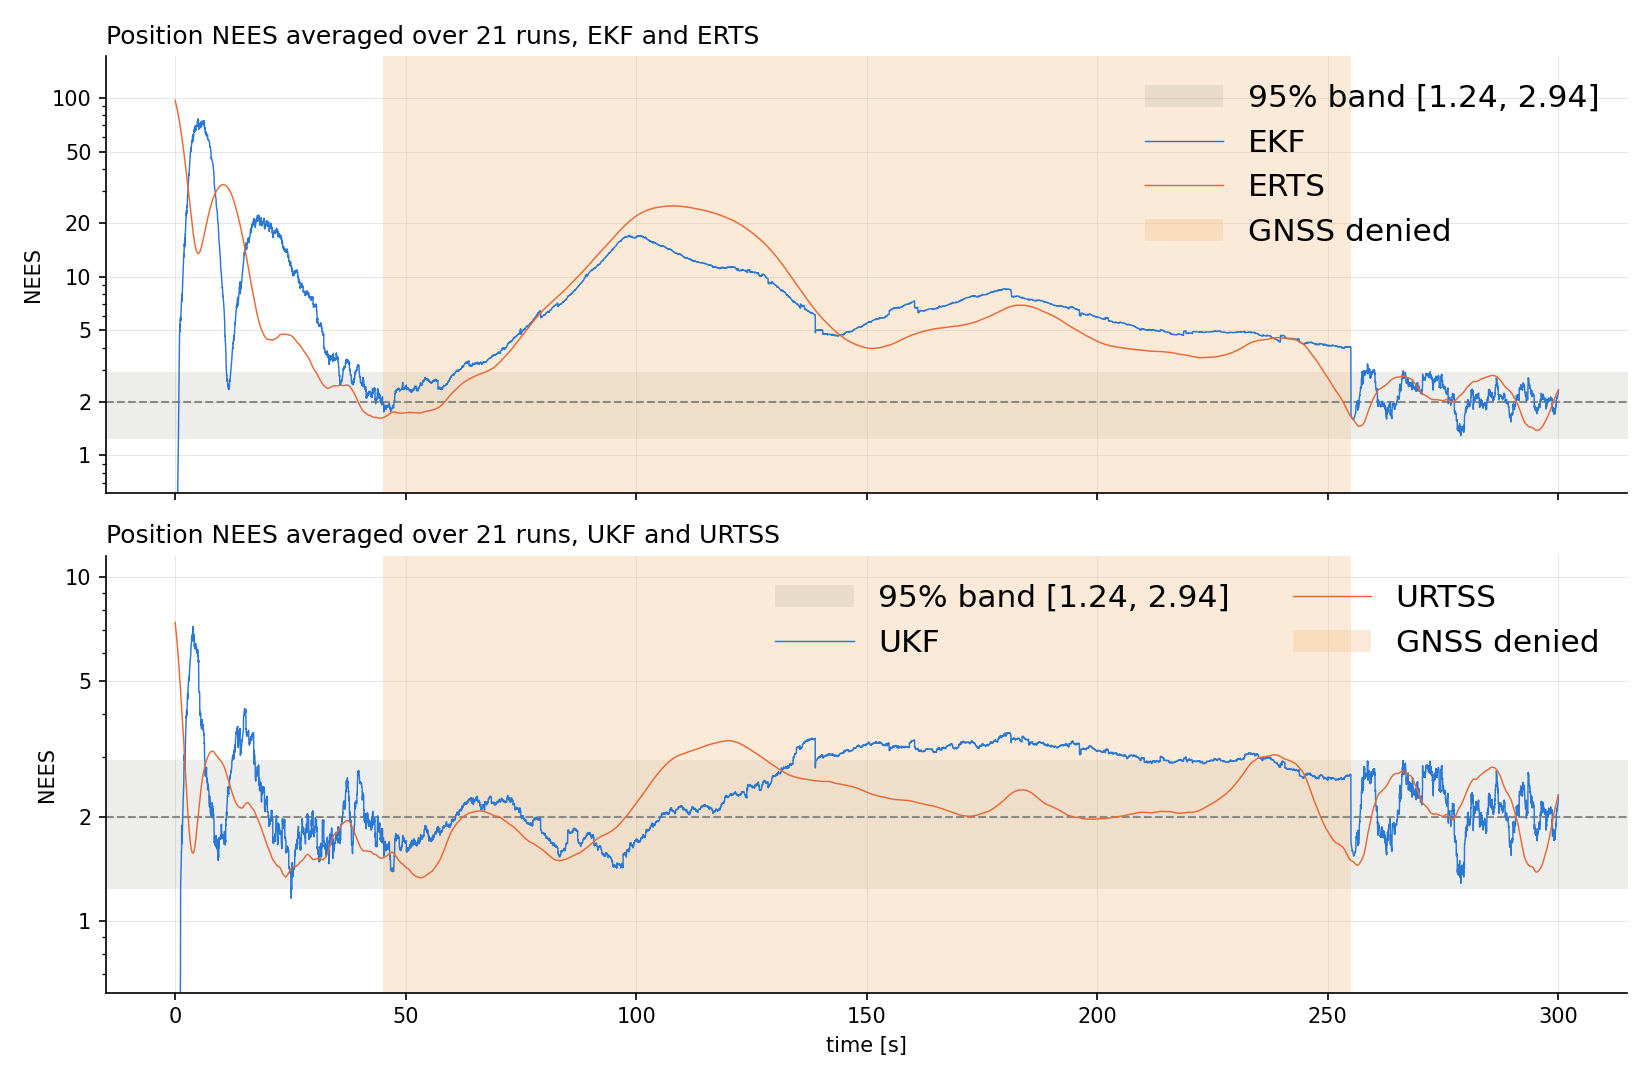 Position NEES averaged over 21 runs, EKF and ERTS
NEES
100
50
20
10
5
2
1
95% band [1.24, 2.94]
EKF
ERTS
GNSS denied
Position NEES averaged over 21 runs, UKF and URTSS
NEES
10
5
2
1
95% band [1.24, 2.94]
UKF
URTSS
GNSS denied
0 50 100 150 200 250 300
time [s]